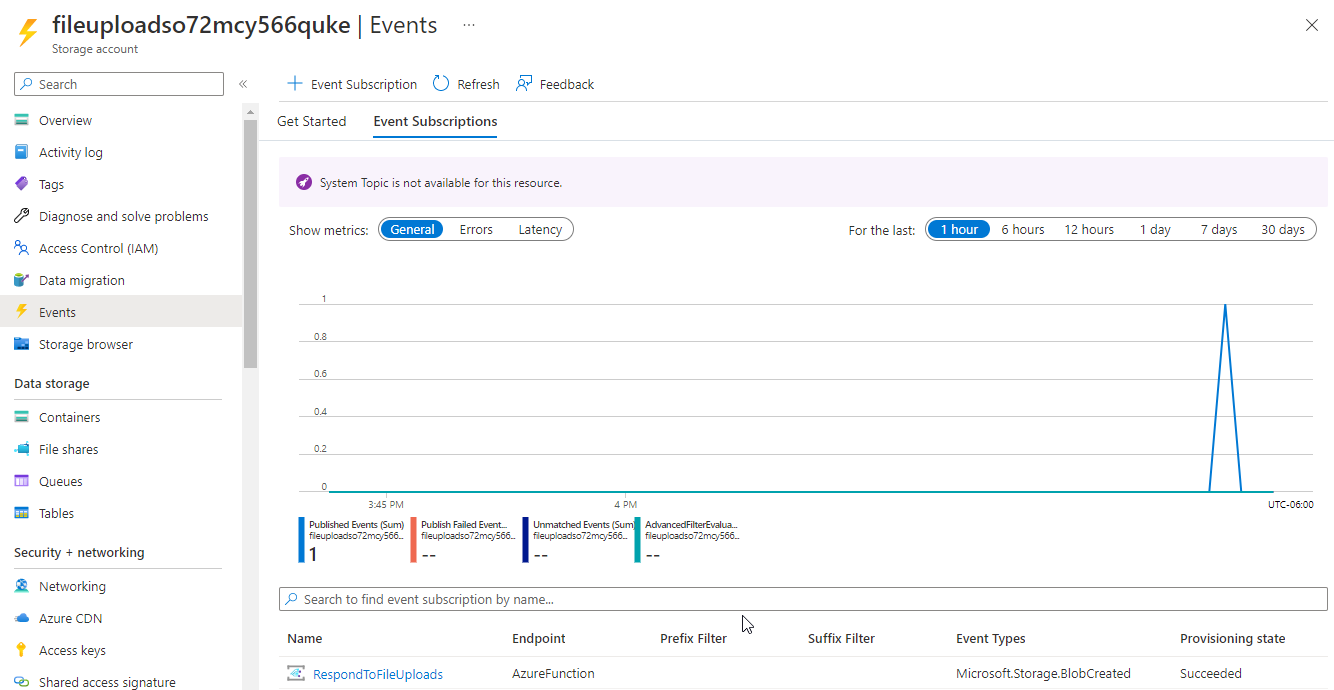 fileuploadso72mcy566quke | Events ...
Storage account
Search
«
Overview
Activity log
Tags
Diagnose and solve problems
Access Control (IAM)
Data migration
Events
Storage browser
Data storage
Containers
File shares
Queues
Tables
Security + networking
Networking
Azure CDN
Access keys
Shared access signature
Event Subscription
Refresh
Feedback
Get Started
Event Subscriptions
System Topic is not available for this resource.
Show metrics:
General
Errors
Latency
For the last:
1 hour
6 hours
12 hours
1 day
7 days
30 days
1
0.8
0.6
0.4
0.2
0
3:45 PM
4 PM
UTC-06:00
Published Events (Sum)
fileuploadso72mcy566...
1
Publish Failed Event...
fileuploadso72mcy566...
--
Unmatched Events (Sum)
fileuploadso72mcy566...
--
AdvancedFilterEvalua...
fileuploadso72mcy566...
--
Search to find event subscription by name...
Name
Endpoint
Prefix Filter
Suffix Filter
Event Types
Provisioning state
RespondToFileUploads
AzureFunction
Microsoft.Storage.BlobCreated
Succeeded